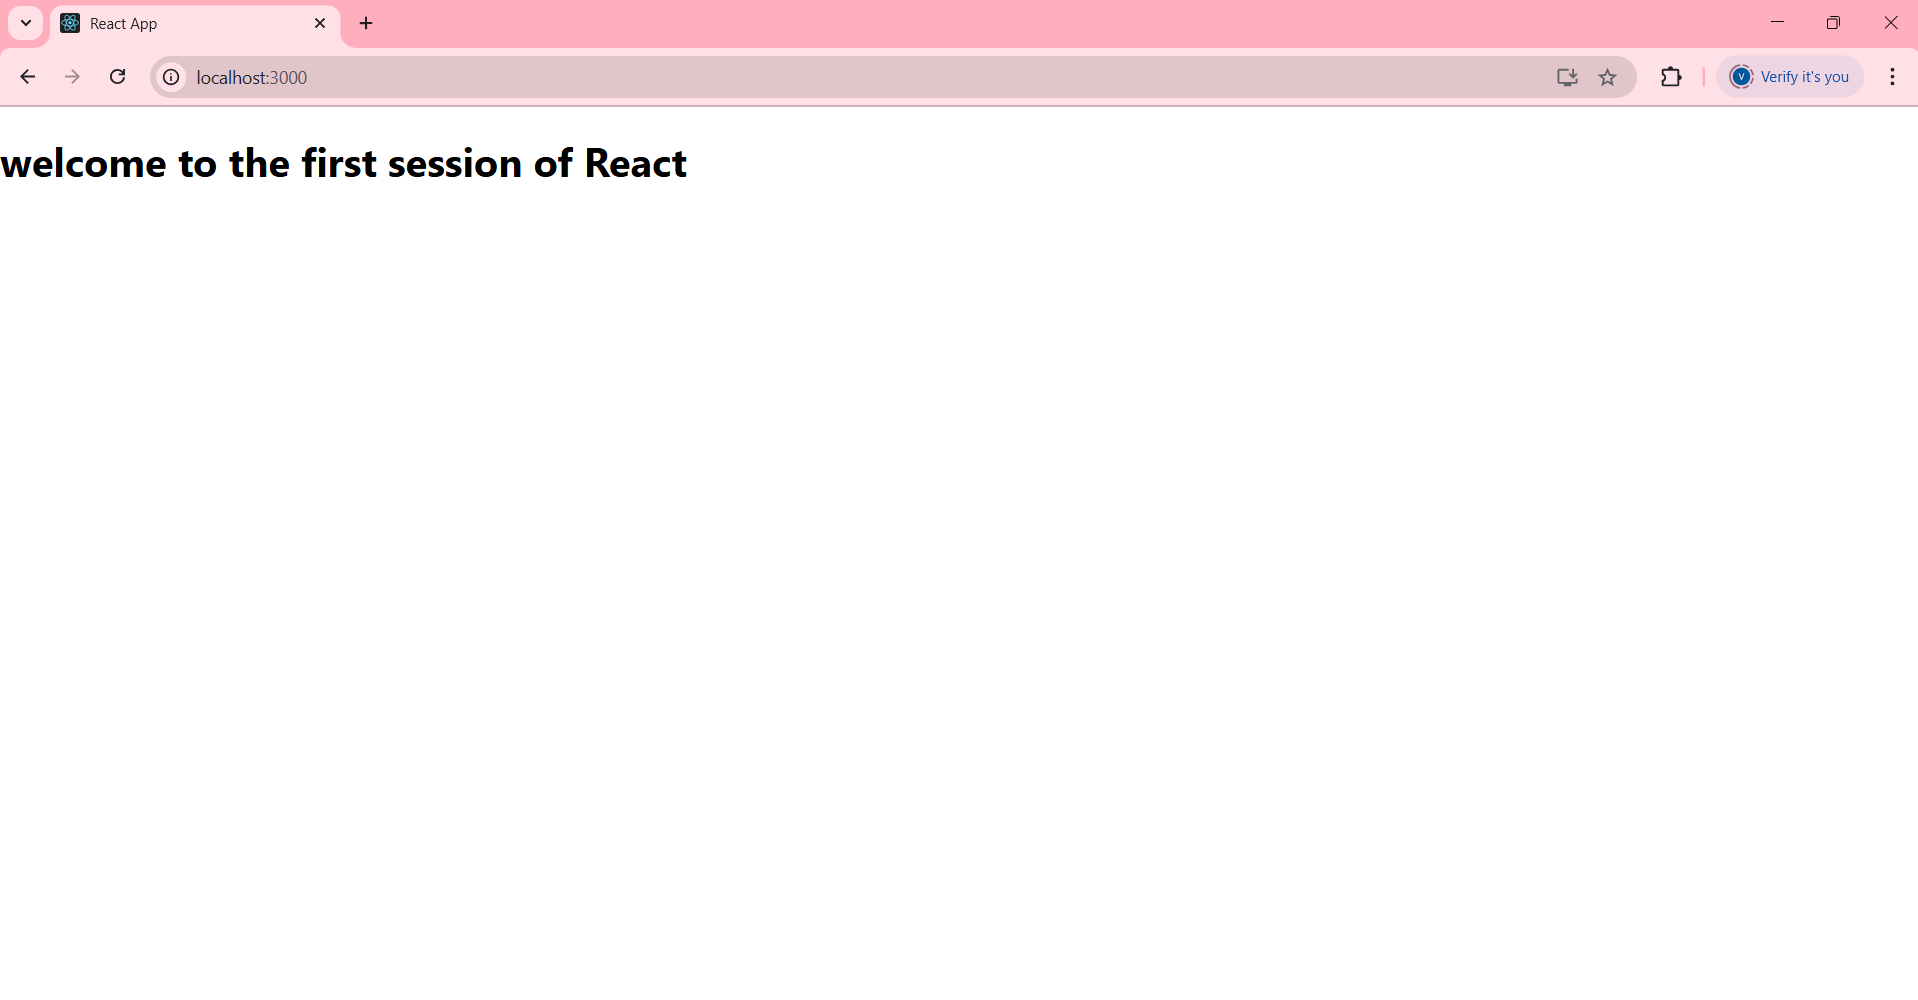 React App
localhost:3000
V
Verify it's you
welcome to the first session of React